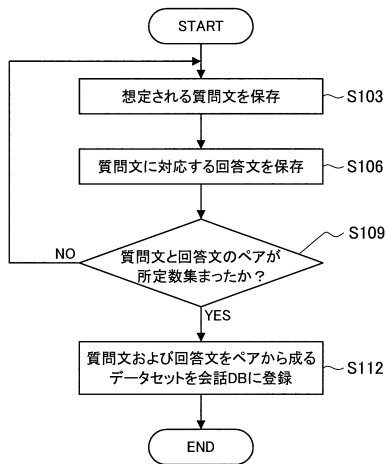 START
想定される質問文を保存
S103
質問文に対応する回答文を保存
S106
S109
質問文と回答文のペアが
所定数集まったか？
NO
YES
質問文および回答文をペアから成る
データセットを会話DBに登録
S112
END